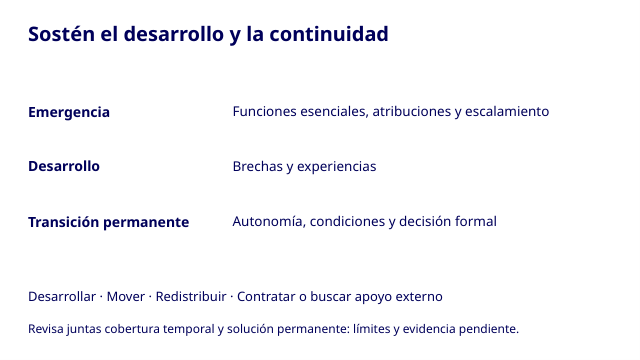 Sostén el desarrollo y la continuidad
Emergencia Funciones esenciales, atribuciones y escalamiento
Desarrollo Brechas y experiencias
Transición permanente Autonomía, condiciones y decisión formal
Desarrollar · Mover · Redistribuir · Contratar o buscar apoyo externo
Revisa juntas cobertura temporal y solución permanente: límites y evidencia pendiente.